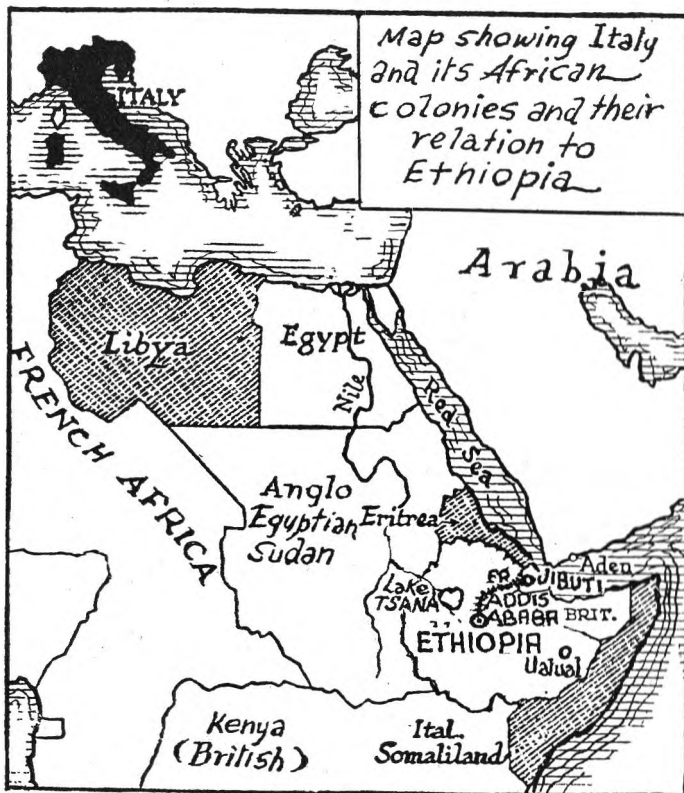 Map showing Italy
and its African
colonies and their
relation to
Ethiopia
ITALY
Arabia
Libya
Egypt
Nile
Red
Sea
FRENCH AFRICA
Anglo
Egyptian
Sudan
Eritrea
Aden
Lake
TSANA
FR.
JIBUTI
ADDIS
ABABA
BRIT.
ETHIOPIA
Ualual
Kenya
(British)
Ital.
Somaliland